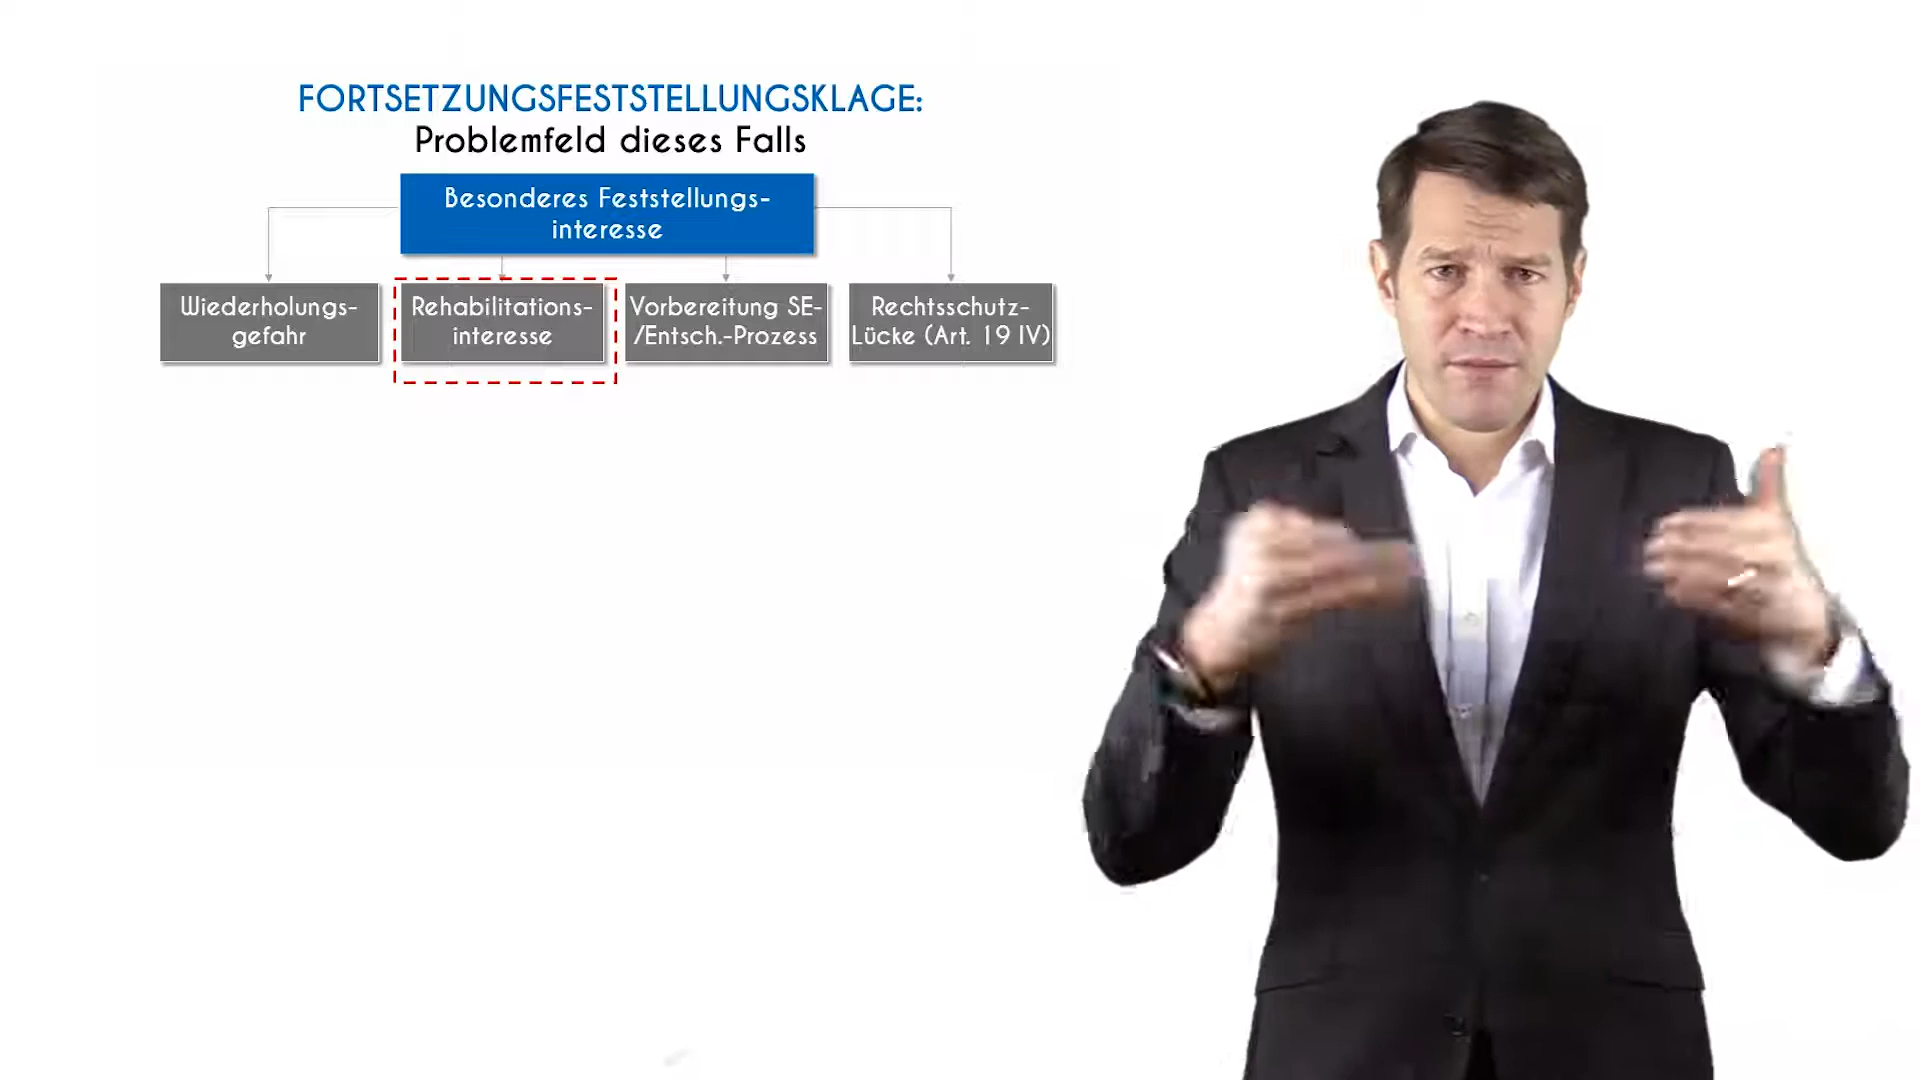 FORTSETZUNGSFESTSTELLUNGSKLAGE:
Problemfeld dieses Falls
Besonderes Feststellungs-
interesse
Wiederholungs-
gefahr
Rehabilitations-
interesse
Vorbereitung SE-
/Entsch.-Prozess
Rechtsschutz-
Lücke (Art. 19 IV)